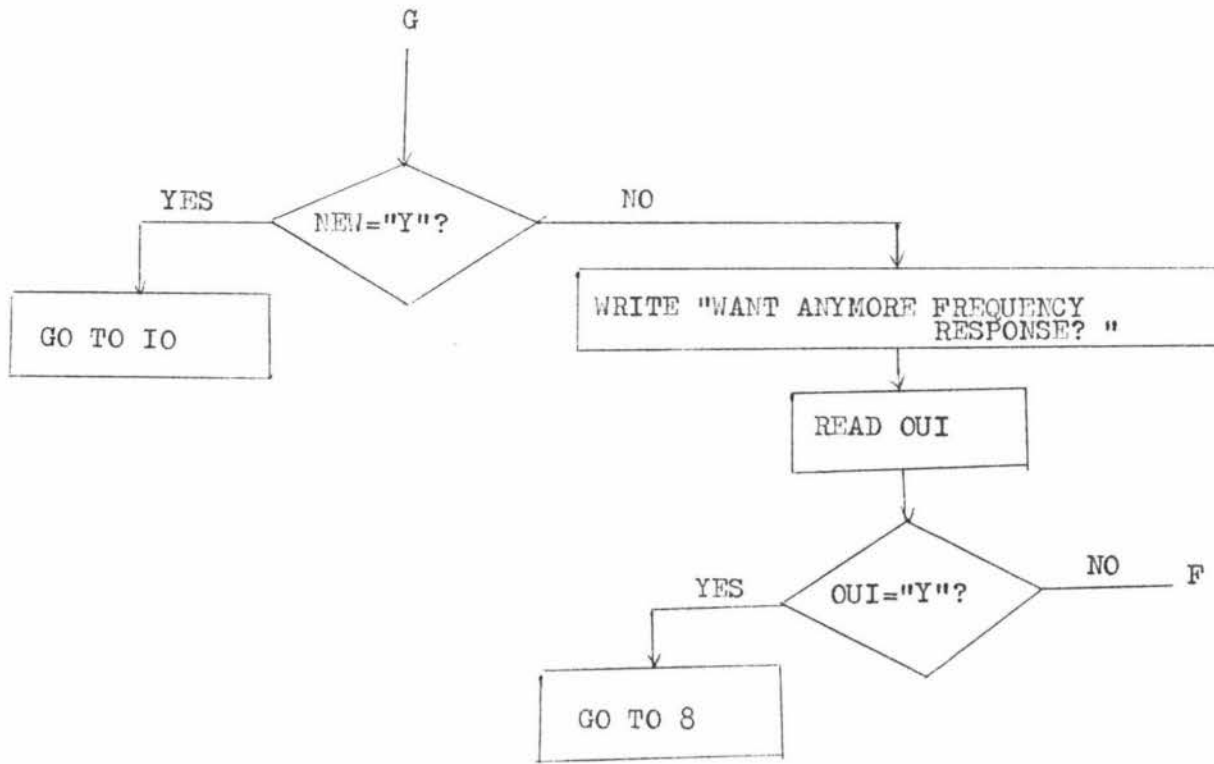 G
YES
NO
NEW="Y"?
GO TO IO
WRITE "WANT ANYMORE FREQUENCY
RESPONSE? "
READ OUI
YES
OUI="Y"?
NO
F
GO TO 8